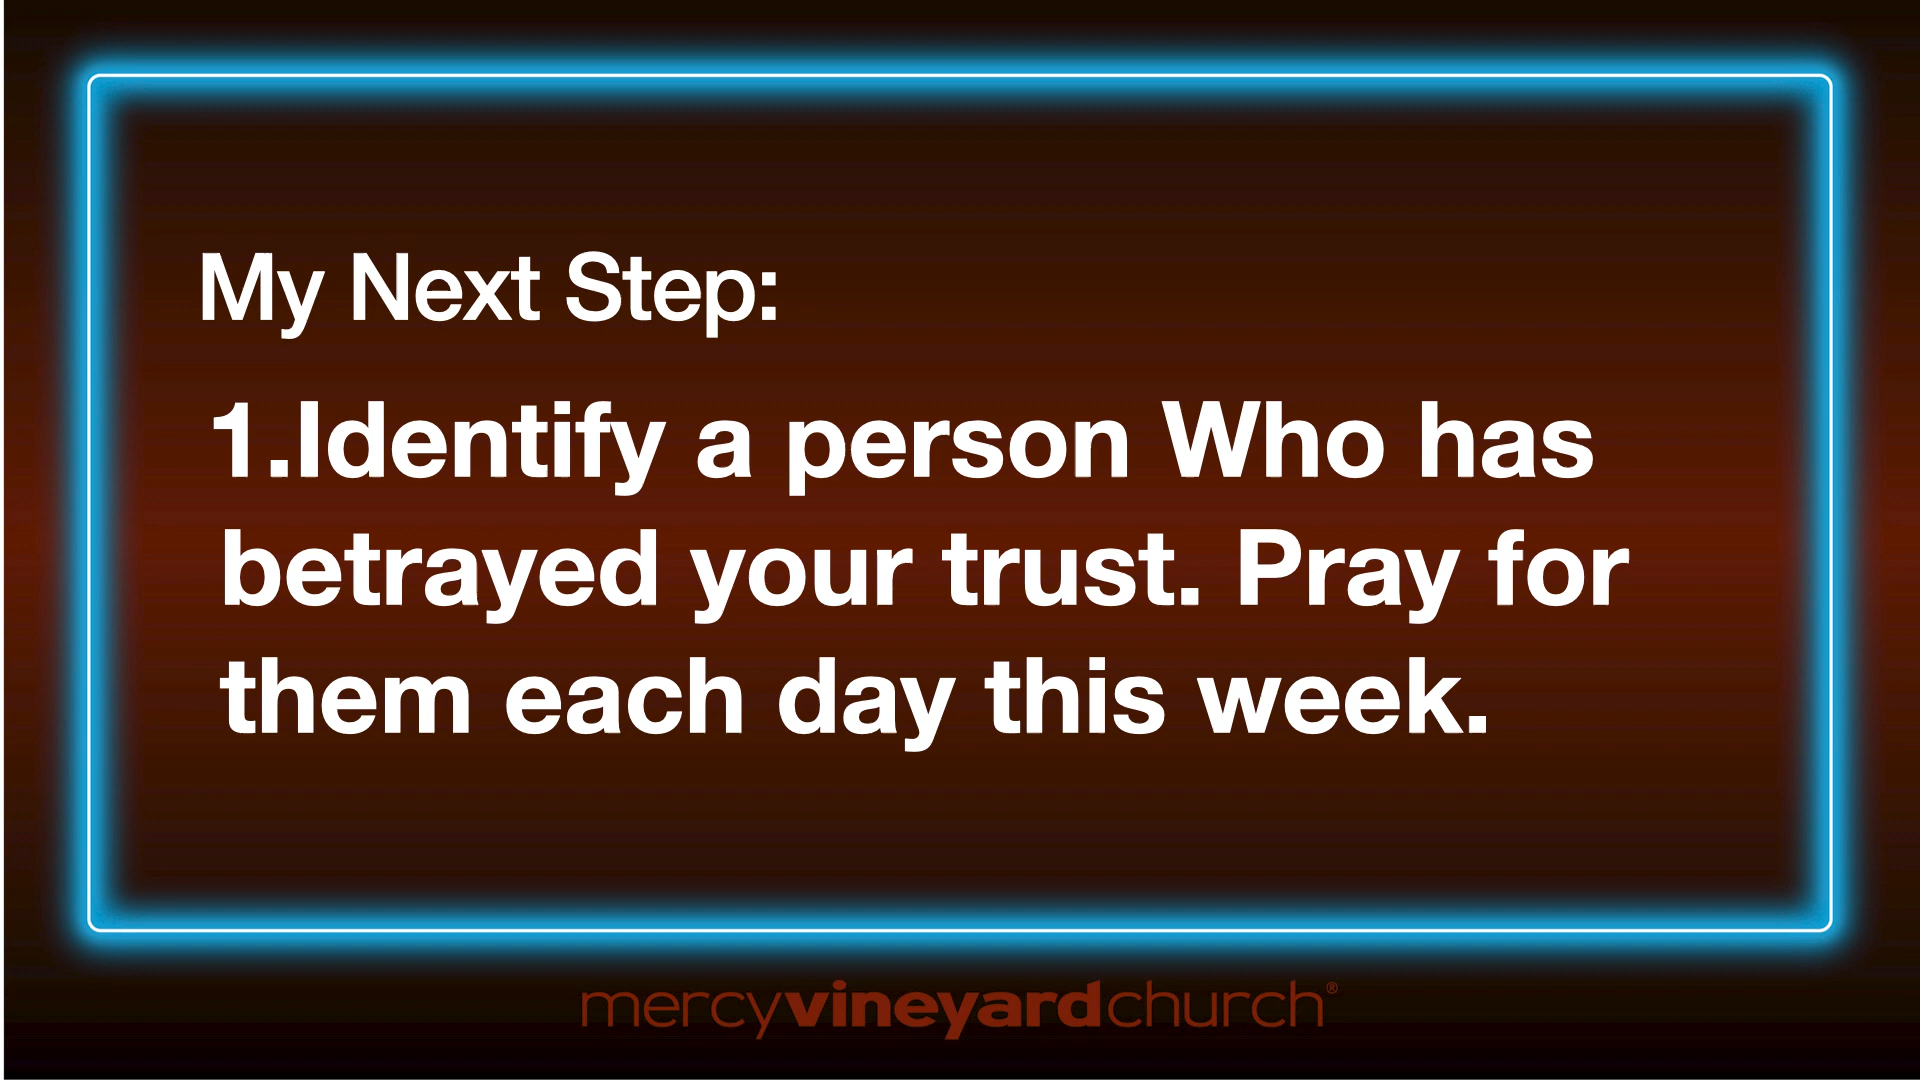 My Next Step:
1.Identify a person Who has
betrayed your trust. Pray for
them each day this week.
mercyvineyardchurch®